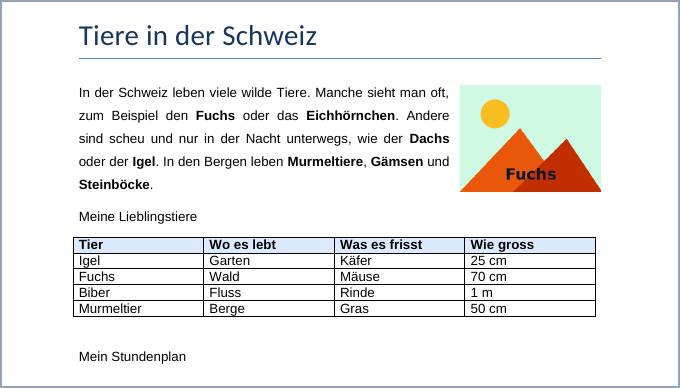 Tiere in der Schweiz
In der Schweiz leben viele wilde Tiere. Manche sieht man oft,
zum Beispiel den Fuchs oder das Eichhörnchen. Andere
sind scheu und nur in der Nacht unterwegs, wie der Dachs
oder der Igel. In den Bergen leben Murmeltiere, Gämsen und
Steinböcke.
Fuchs
Meine Lieblingstiere
Tier Wo es lebt Was es frisst Wie gross
Igel Garten Käfer 25 cm
Fuchs Wald Mäuse 70 cm
Biber Fluss Rinde 1 m
Murmeltier Berge Gras 50 cm
Mein Stundenplan